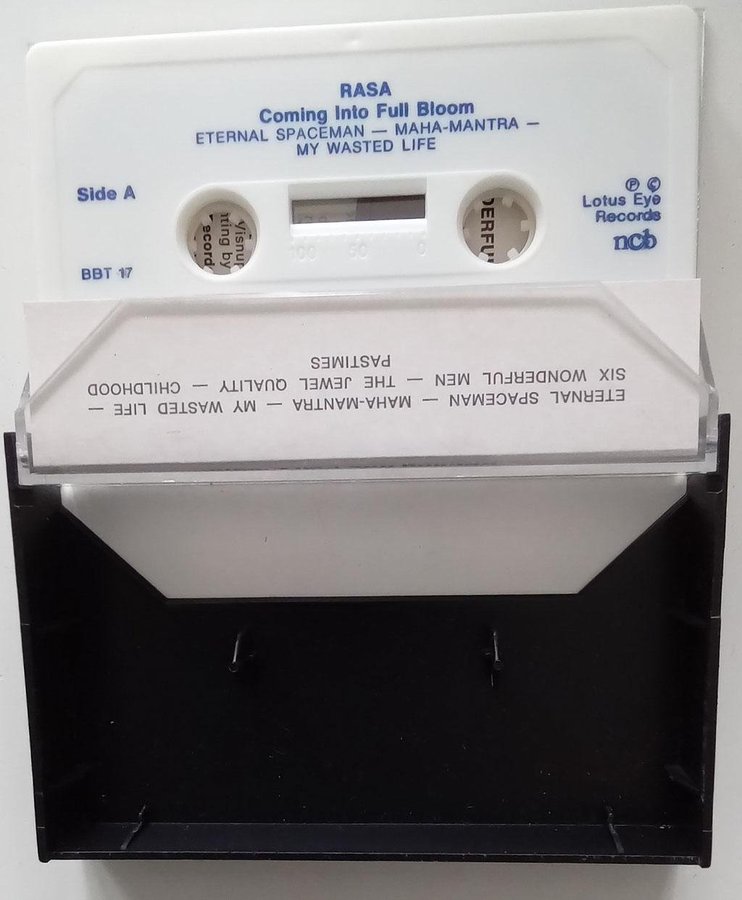 RASA
Coming Into Full Bloom
ETERNAL SPACEMAN — MAHA-MANTRA —
MY WASTED LIFE
Side A
Ⓟ ©
Lotus Eye
Records
ncb
BBT 17
ETERNAL SPACEMAN — MAHA-MANTRA — MY WASTED LIFE —
SIX WONDERFUL MEN — THE JEWEL QUALITY — CHILDHOOD
PASTIMES
100 50 0